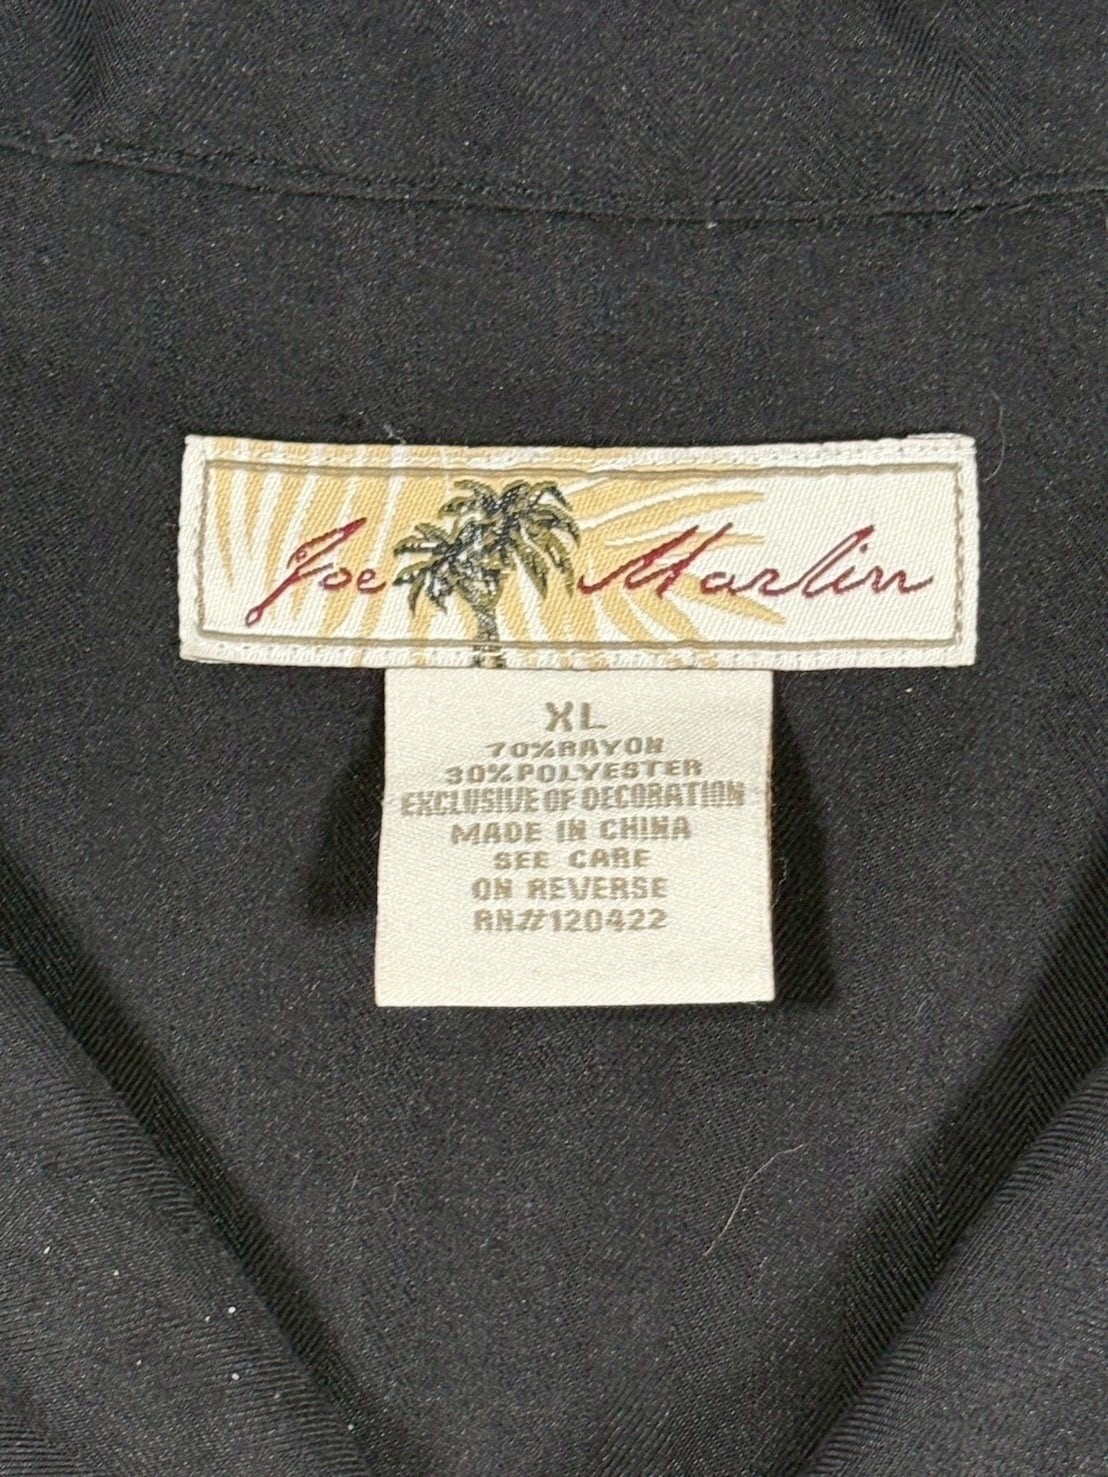 Joe Marlin
XL
70%RAYON
30%POLYESTER
EXCLUSIVE OF DECORATION
MADE IN CHINA
SEE CARE
ON REVERSE
RN#120422